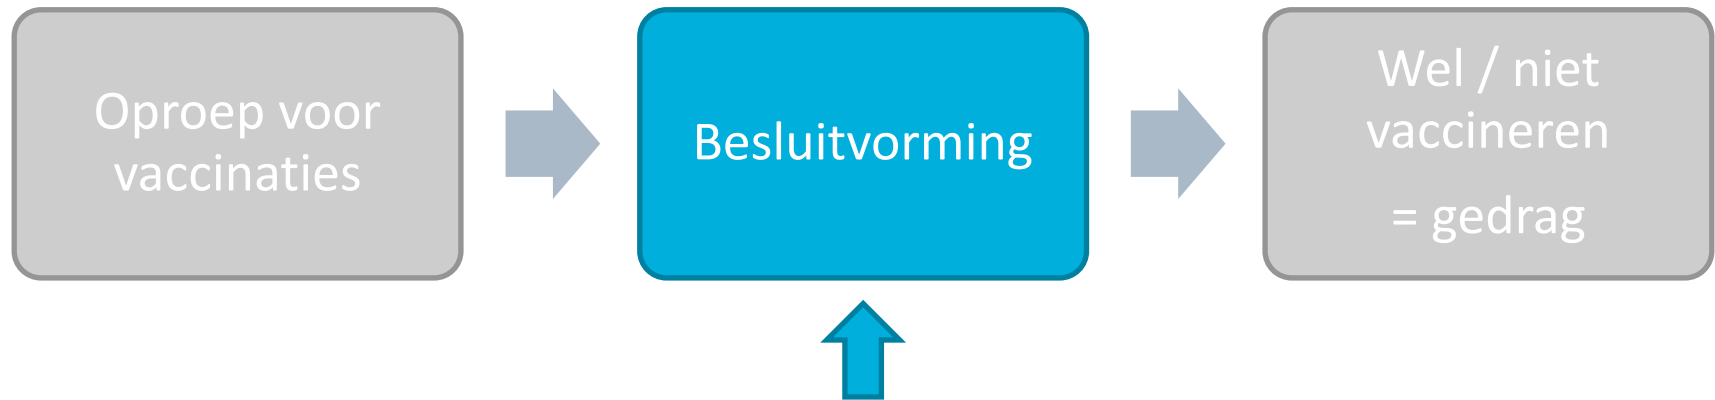 Oproep voor
vaccinaties
Besluitvorming
Wel / niet
vaccineren
= gedrag